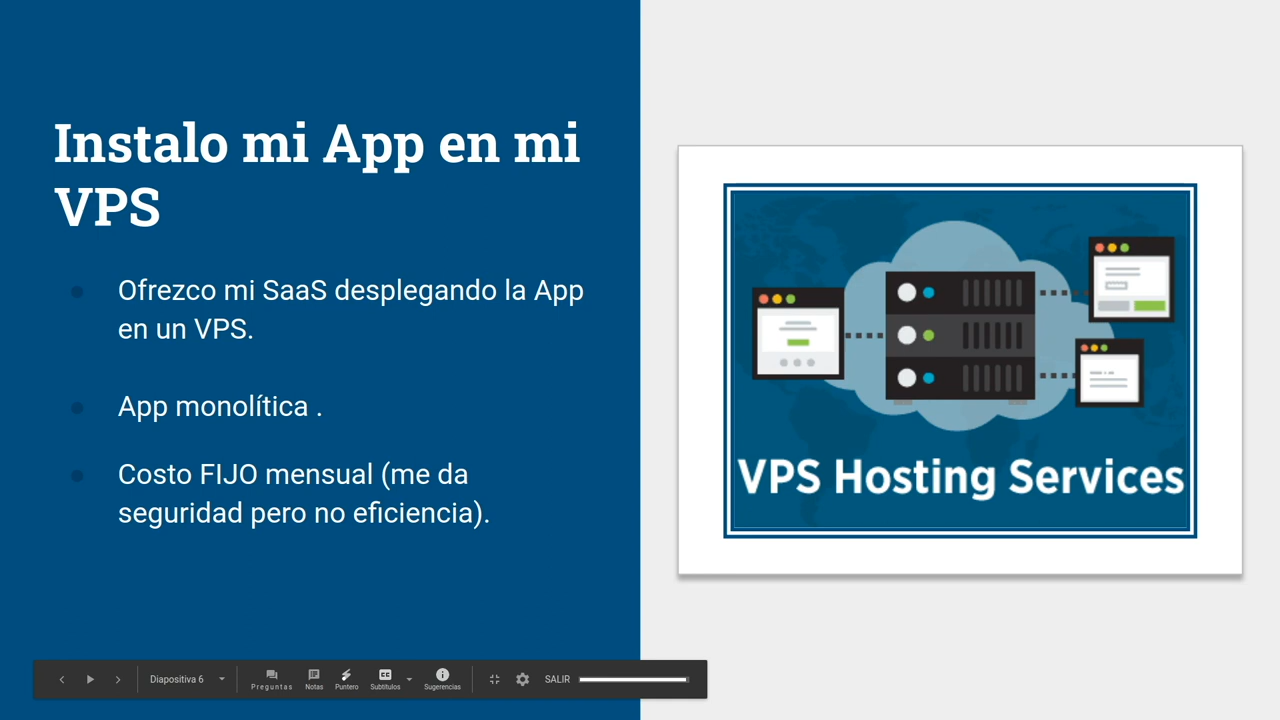 Instalo mi App en mi
VPS
Ofrezco mi SaaS desplegando la App
en un VPS.
App monolítica .
Costo FIJO mensual (me da
seguridad pero no eficiencia).
VPS Hosting Services
Diapositiva 6
Preguntas
Notas
Puntero
Subtítulos
Sugerencias
SALIR